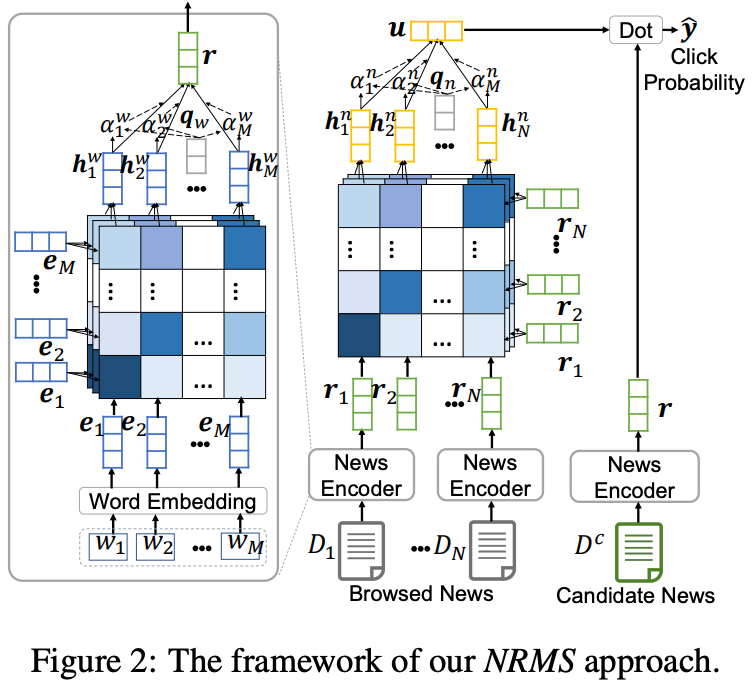 r
α₁ʷ α₂ʷ q_w α_Mʷ
h₁ʷ h₂ʷ ... h_Mʷ
e_M
...
e₂
e₁
... ...
...
...
e₁ e₂ ... e_M
Word Embedding
w₁ w₂ ... w_M
u
Dot
ŷ
Click
Probability
α₁ⁿ α₂ⁿ q_n α_Mⁿ
h₁ⁿ h₂ⁿ ... h_Nⁿ
r_N
...
r₂
r₁
... ...
...
...
r₁ r₂ ... r_N
r
News
Encoder
News
Encoder
News
Encoder
D₁ ... D_N
Dᶜ
Browsed News
Candidate News
Figure 2: The framework of our NRMS approach.